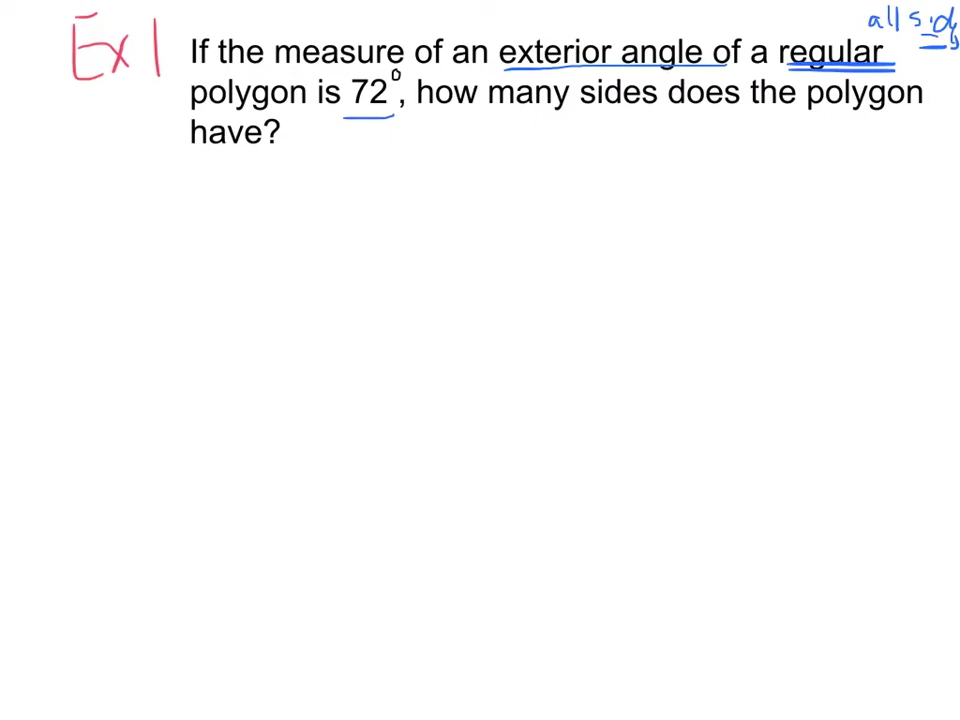 all sid
Ex 1
If the measure of an exterior angle of a regular
polygon is 72°, how many sides does the polygon
have?